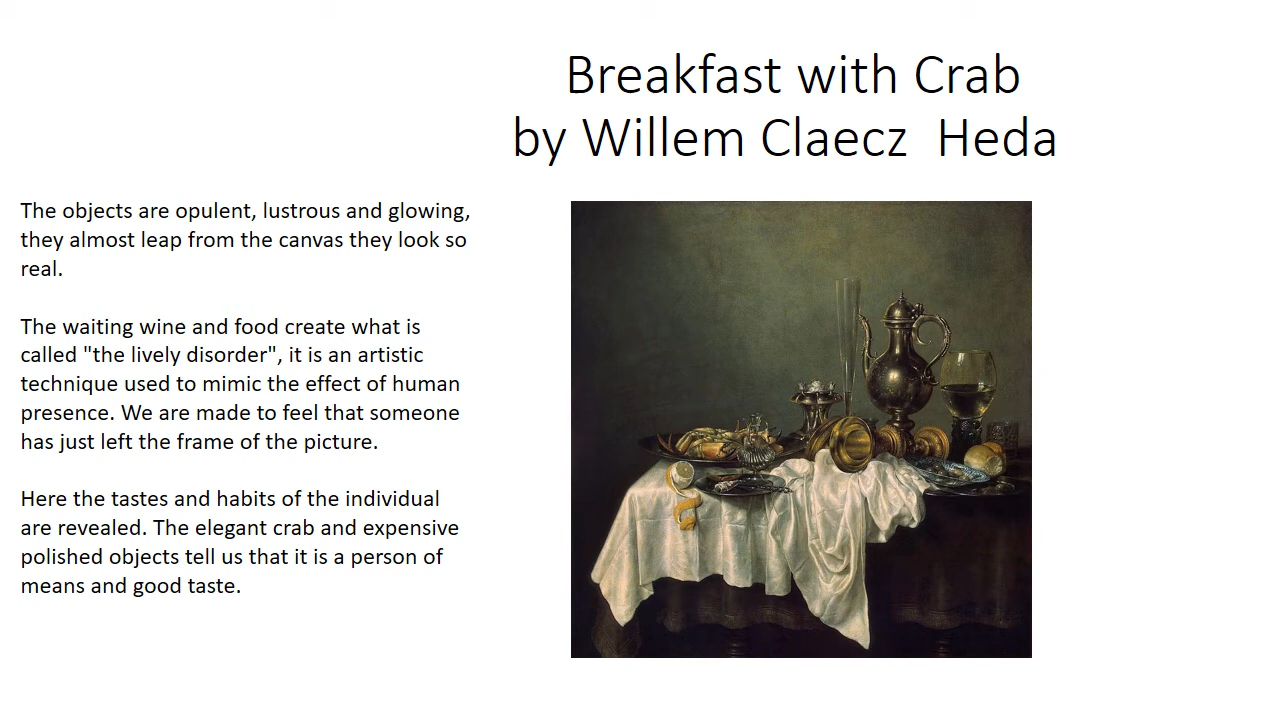 Breakfast with Crab
by Willem Claecz  Heda
The objects are opulent, lustrous and glowing,
they almost leap from the canvas they look so
real.
The waiting wine and food create what is
called "the lively disorder", it is an artistic
technique used to mimic the effect of human
presence. We are made to feel that someone
has just left the frame of the picture.
Here the tastes and habits of the individual
are revealed. The elegant crab and expensive
polished objects tell us that it is a person of
means and good taste.